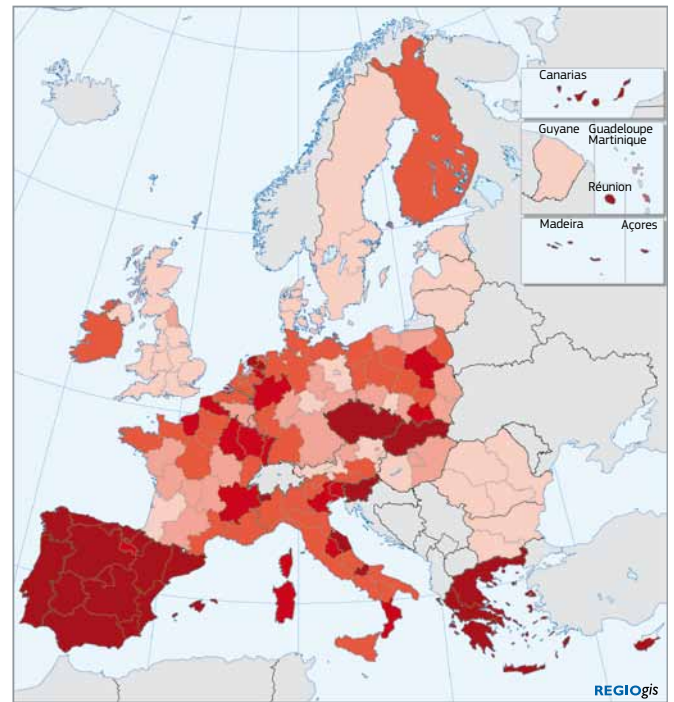 Canarias
Guyane Guadeloupe
Martinique
Réunion
Madeira Açores
REGIOgis